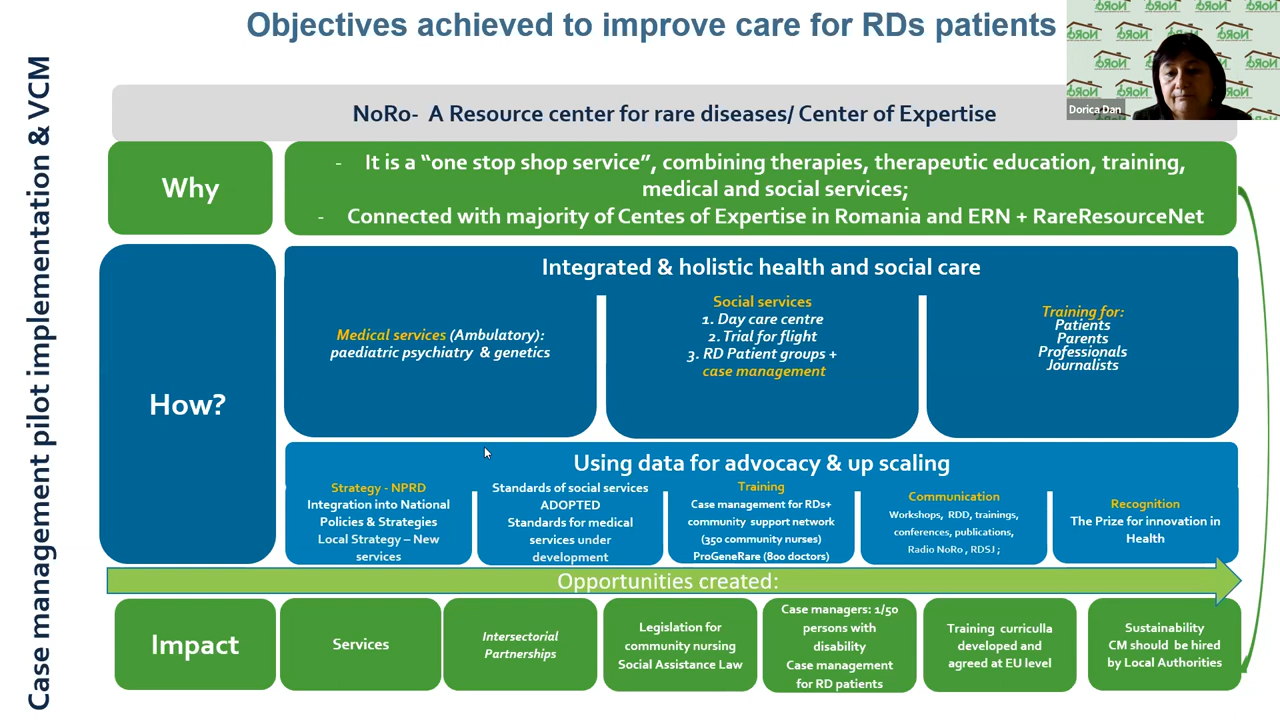 Objectives achieved to improve care for RDs patients
NoRo
Dorica Dan
Case management pilot implementation & VCM
NoRo- A Resource center for rare diseases/ Center of Expertise
Why
- It is a “one stop shop service”, combining therapies, therapeutic education, training,
medical and social services;
- Connected with majority of Centes of Expertise in Romania and ERN + RareResourceNet
How?
Integrated & holistic health and social care
Medical services (Ambulatory):
paediatric psychiatry & genetics
Social services
1. Day care centre
2. Trial for flight
3. RD Patient groups +
case management
Training for:
Patients
Parents
Professionals
Journalists
Using data for advocacy & up scaling
Strategy - NPRD
Integration into National
Policies & Strategies
Local Strategy – New
services
Standards of social services
ADOPTED
Standards for medical
services under
development
Training
Case management for RDs+
community support network
(350 community nurses)
ProGeneRare (800 doctors)
Communication
Workshops, RDD, trainings,
conferences, publications,
Radio NoRo , RDSJ ;
Recognition
The Prize for innovation in
Health
Opportunities created:
Impact
Services
Intersectorial
Partnerships
Legislation for
community nursing
Social Assistance Law
Case managers: 1/50
persons with
disability
Case management
for RD patients
Training curriculla
developed and
agreed at EU level
Sustainability
CM should be hired
by Local Authorities